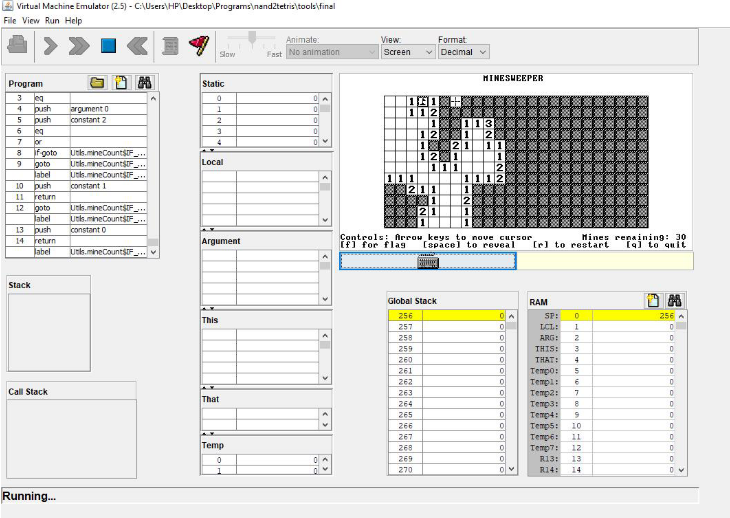 Virtual Machine Emulator (2.5) - C:\Users\HP\Desktop\Programs\nand2tetris\tools\final
File View Run Help
Animate: View: Format:
Slow Fast No animation Screen Decimal
Program
3 eq
4 push argument 0
5 push constant 2
6 eq
7 or
8 if-goto Utils.mineCount$IF_...
9 goto Utils.mineCount$IF_...
label Utils.mineCount$IF_...
10 push constant 1
11 return
12 goto Utils.mineCount$IF_...
label Utils.mineCount$IF_...
13 push constant 0
14 return
label Utils.mineCount$IF_...
Stack
Call Stack
Static
0 0
1 0
2 0
3 0
4 0
Local
Argument
This
That
Temp
0 0
1 0
MINESWEEPER
1 1
1 1 2
1 1 1 3
1 2 1 2
1 2 1 1 1
1 2 1 1 1
1 1 1 2
1 1 1 1 1 1 2
2 1 1 1
1 1 2
2 1 1
1 2
Controls: Arrow keys to move cursor Mines remaining: 30
[f] for flag [space] to reveal [r] to restart [q] to quit
Global Stack
256 0
257 0
258 0
259 0
260 0
261 0
262 0
263 0
264 0
265 0
266 0
267 0
268 0
269 0
270 0
RAM
SP: 0 256
LCL: 1 0
ARG: 2 0
THIS: 3 3
THAT: 4 0
Temp0: 5 0
Temp1: 6 0
Temp2: 7 0
Temp3: 8 0
Temp4: 9 0
Temp5: 10 0
Temp6: 11 0
Temp7: 12 0
R13: 13 0
R14: 14 0
Running...